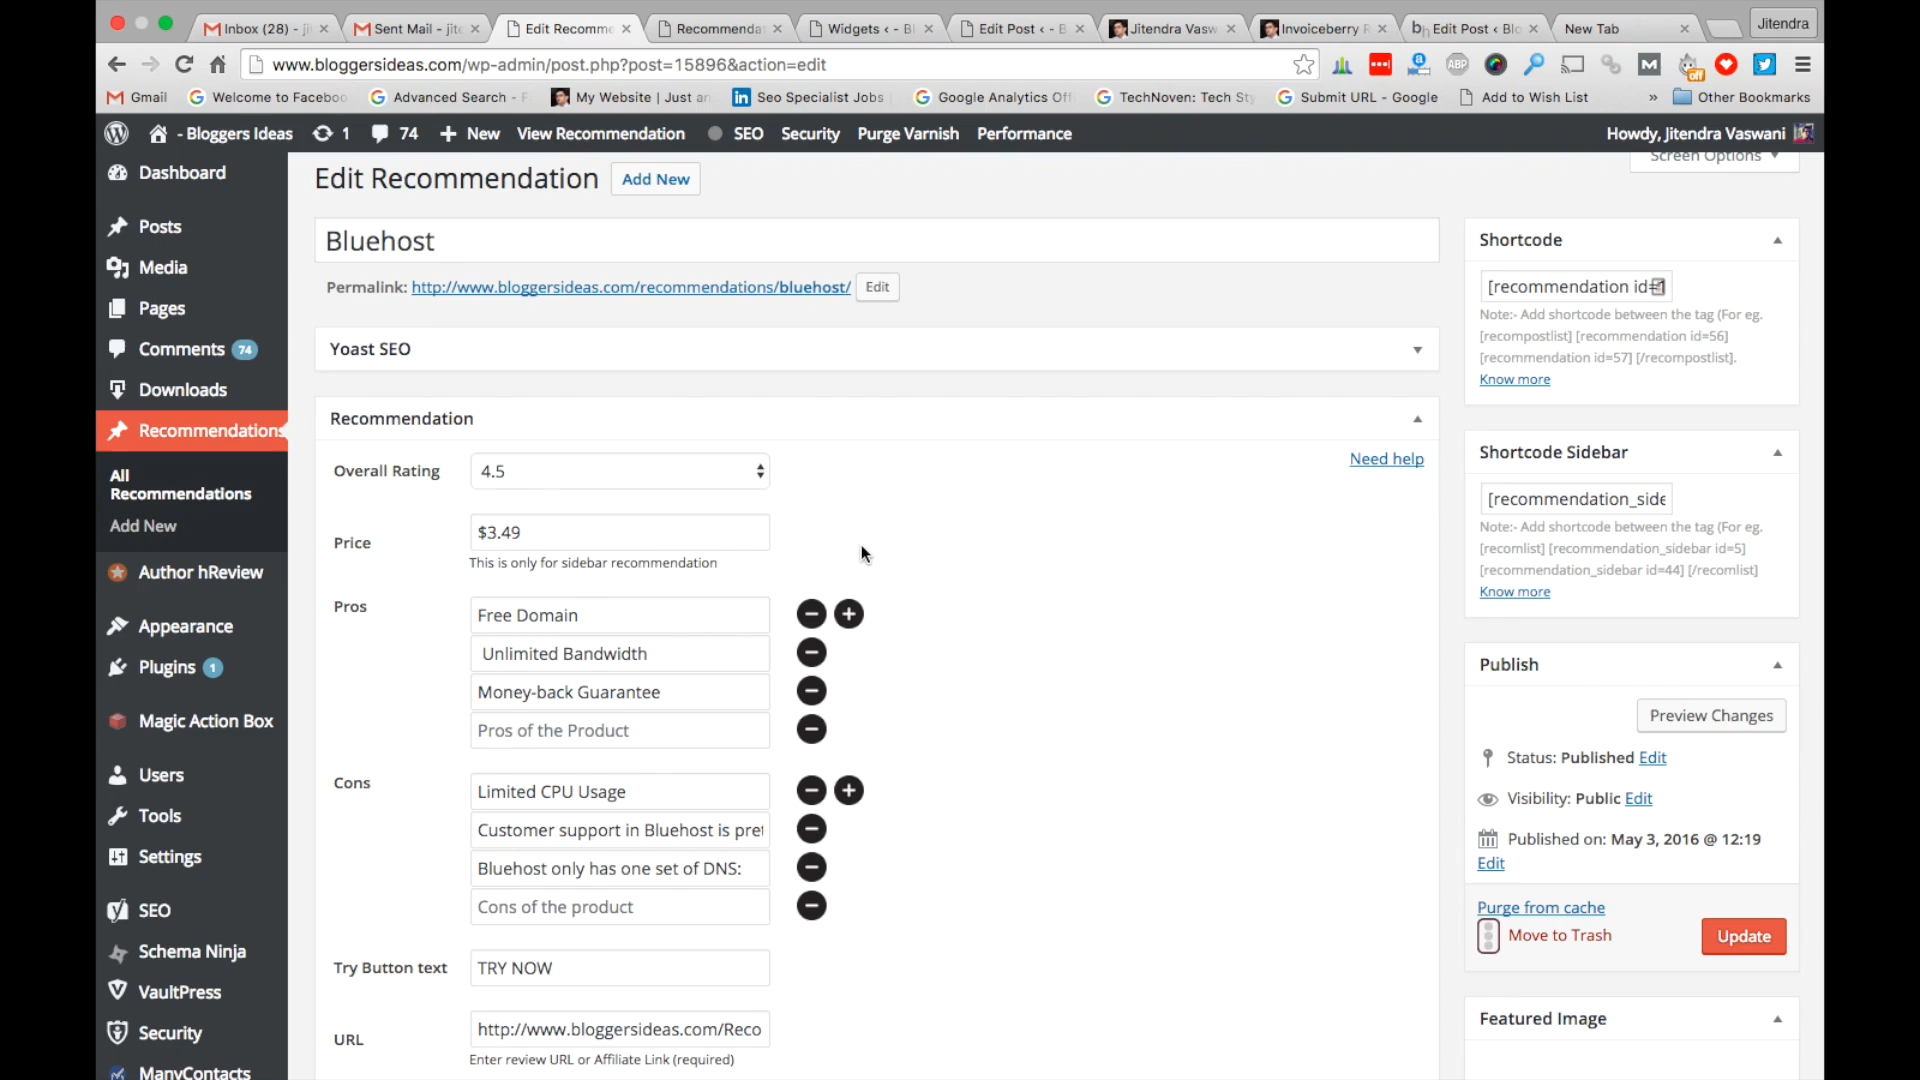 Inbox (28) - ji
Sent Mail - jite
Edit Recomme
Recommenda
Widgets ‹ - Bl
Edit Post ‹ - B
Jitendra Vasw
Invoiceberry R
Edit Post ‹ Blo
New Tab
Jitendra
www.bloggersideas.com/wp-admin/post.php?post=15896&action=edit
ABP
off
Gmail
Welcome to Faceboo
Advanced Search - F
My Website | Just an
Seo Specialist Jobs
Google Analytics Off
TechNoven: Tech Sty
Submit URL - Google
Add to Wish List
»
Other Bookmarks
- Bloggers Ideas
1
74
New
View Recommendation
SEO
Security
Purge Varnish
Performance
Howdy, Jitendra Vaswani
Screen Options
Dashboard
Posts
Media
Pages
Comments 74
Downloads
Recommendations
All
Recommendations
Add New
Author hReview
Appearance
Plugins 1
Magic Action Box
Users
Tools
Settings
SEO
Schema Ninja
VaultPress
Security
ManyContacts
Edit Recommendation
Add New
Bluehost
Permalink: http://www.bloggersideas.com/recommendations/bluehost/ Edit
Yoast SEO
Recommendation
Need help
Overall Rating
4.5
Price
$3.49
This is only for sidebar recommendation
Pros
Free Domain
Unlimited Bandwidth
Money-back Guarantee
Pros of the Product
Cons
Limited CPU Usage
Customer support in Bluehost is pret
Bluehost only has one set of DNS:
Cons of the product
Try Button text
TRY NOW
URL
http://www.bloggersideas.com/Reco
Enter review URL or Affiliate Link (required)
Shortcode
[recommendation id=1
Note:- Add shortcode between the tag (For eg.
[recompostlist] [recommendation id=56]
[recommendation id=57] [/recompostlist].
Know more
Shortcode Sidebar
[recommendation_side
Note:- Add shortcode between the tag (For eg.
[recomlist] [recommendation_sidebar id=5]
[recommendation_sidebar id=44] [/recomlist]
Know more
Publish
Preview Changes
Status: Published Edit
Visibility: Public Edit
Published on: May 3, 2016 @ 12:19
Edit
Purge from cache
Move to Trash
Update
Featured Image